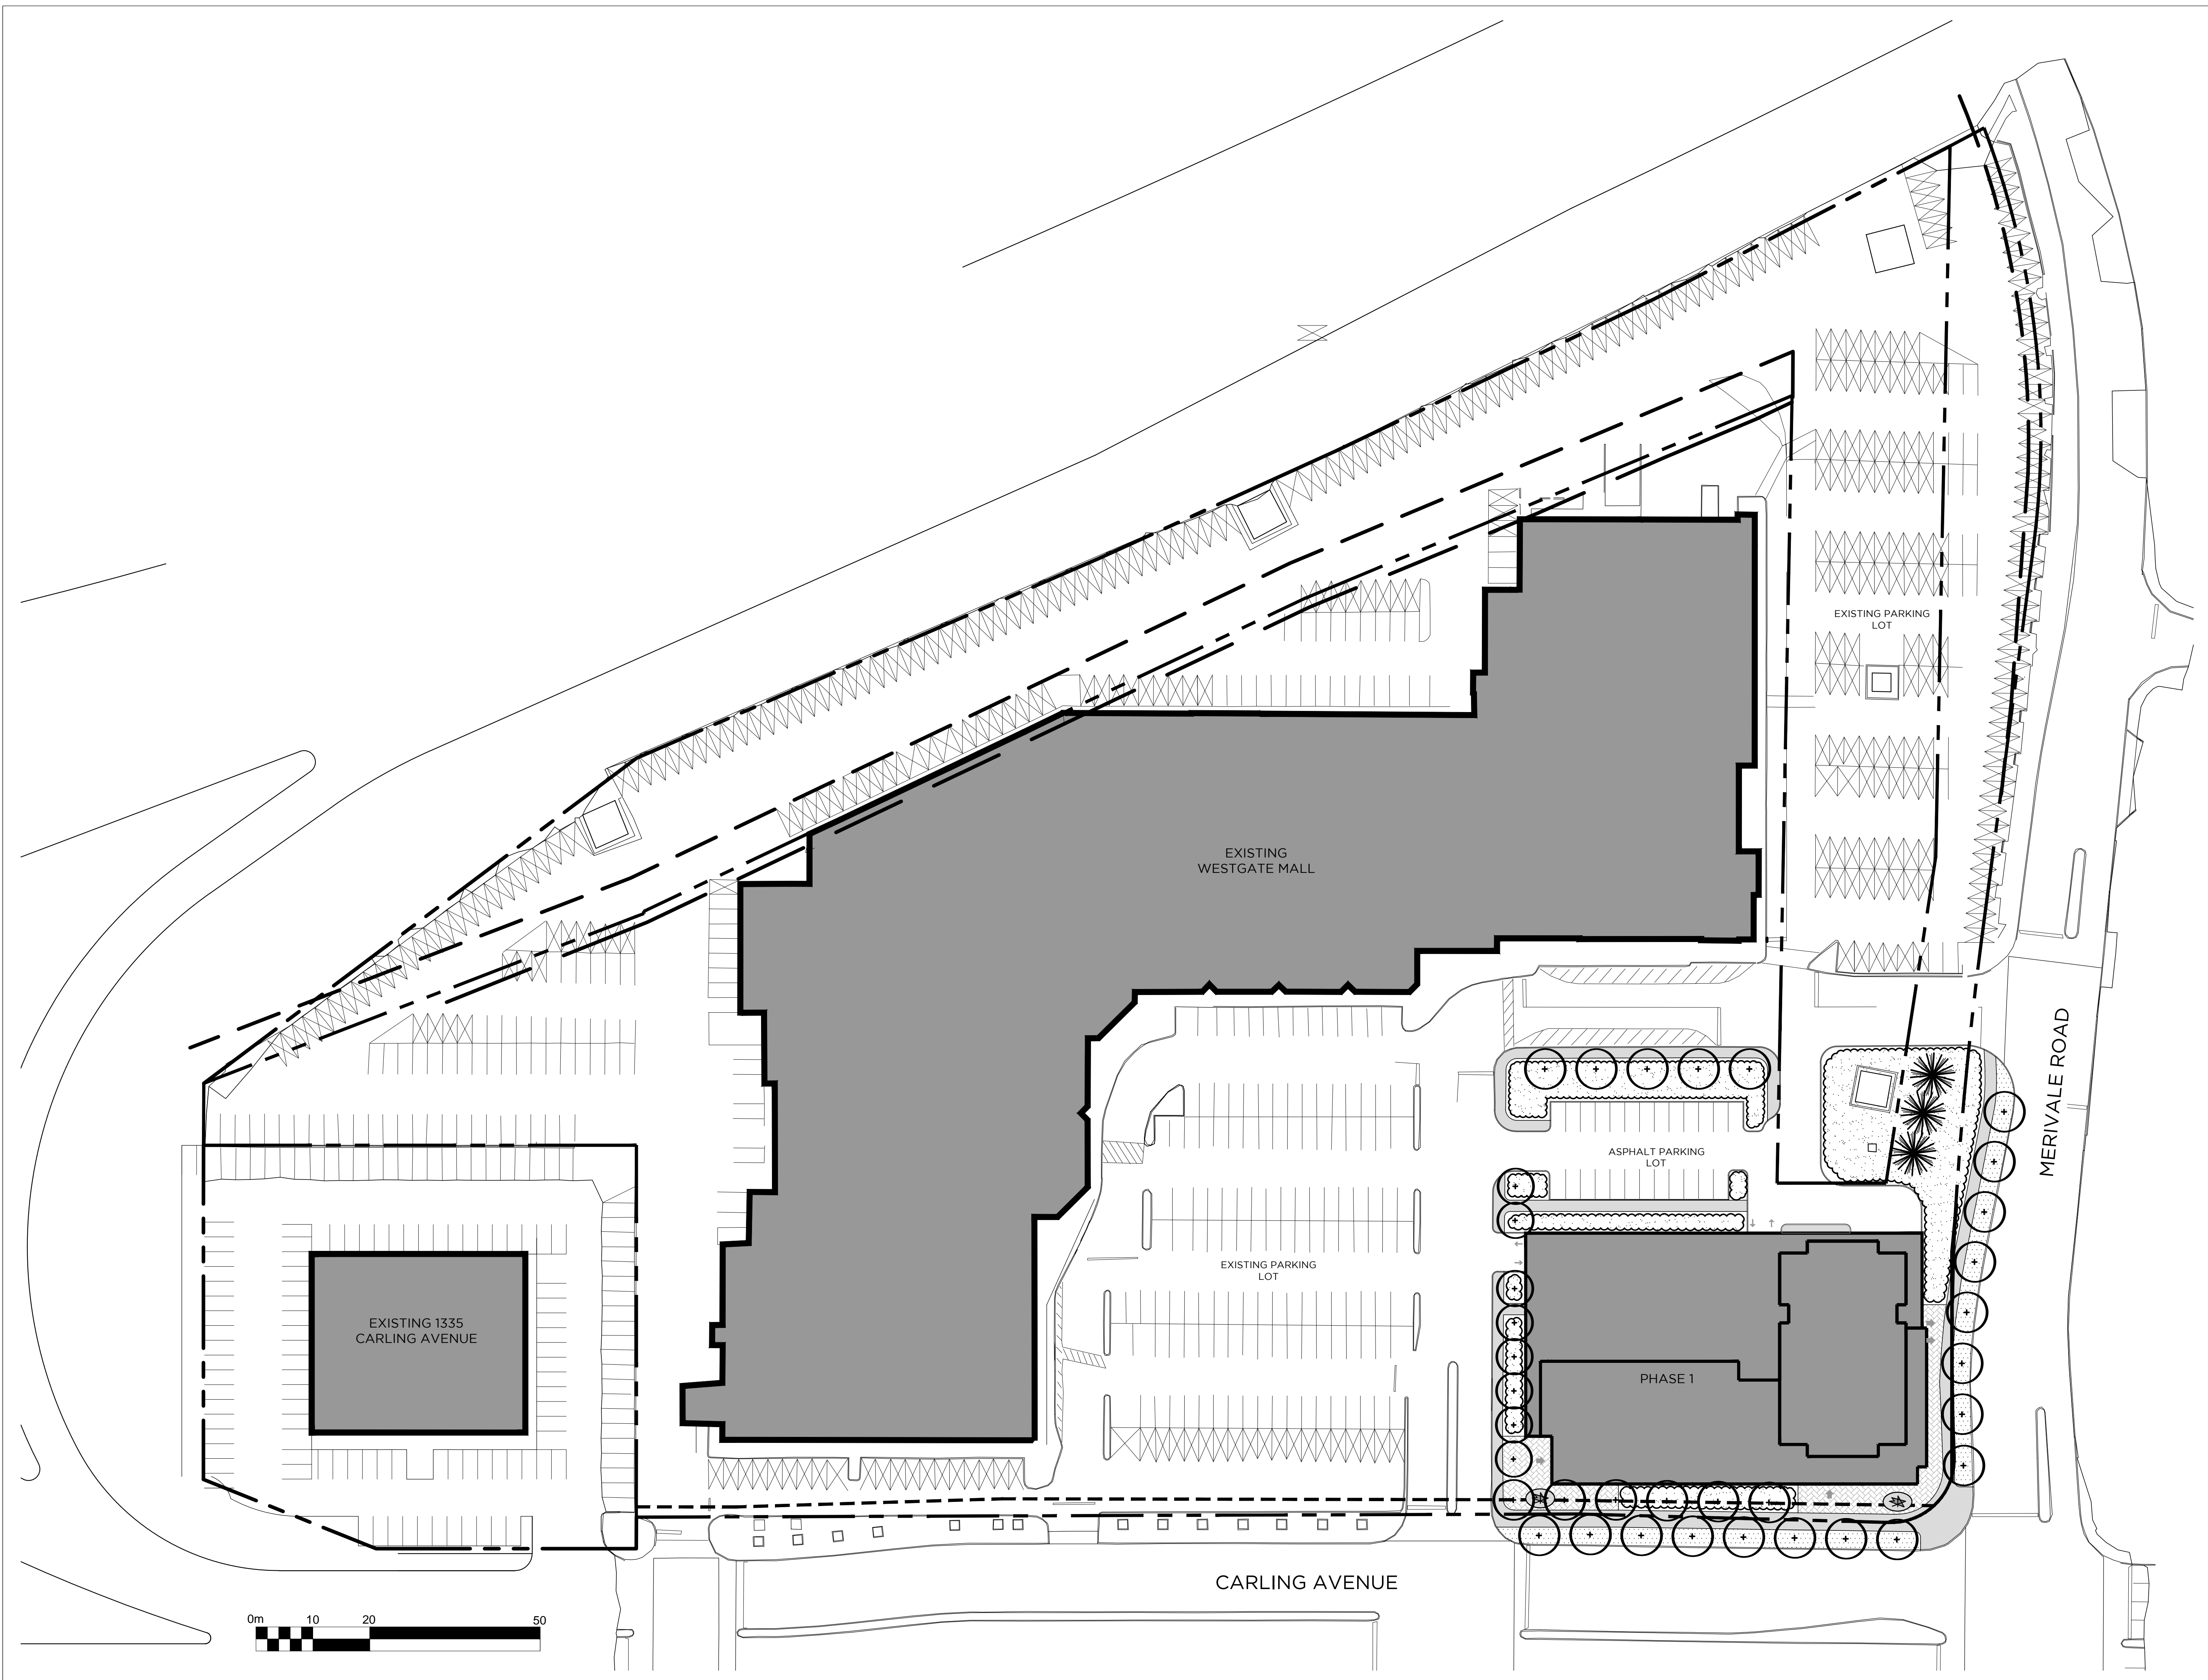 EXISTING PARKING
LOT
EXISTING
WESTGATE MALL
MERIVALE ROAD
ASPHALT PARKING
LOT
EXISTING PARKING
LOT
EXISTING 1335
CARLING AVENUE
PHASE 1
CARLING AVENUE
0m 10 20 50